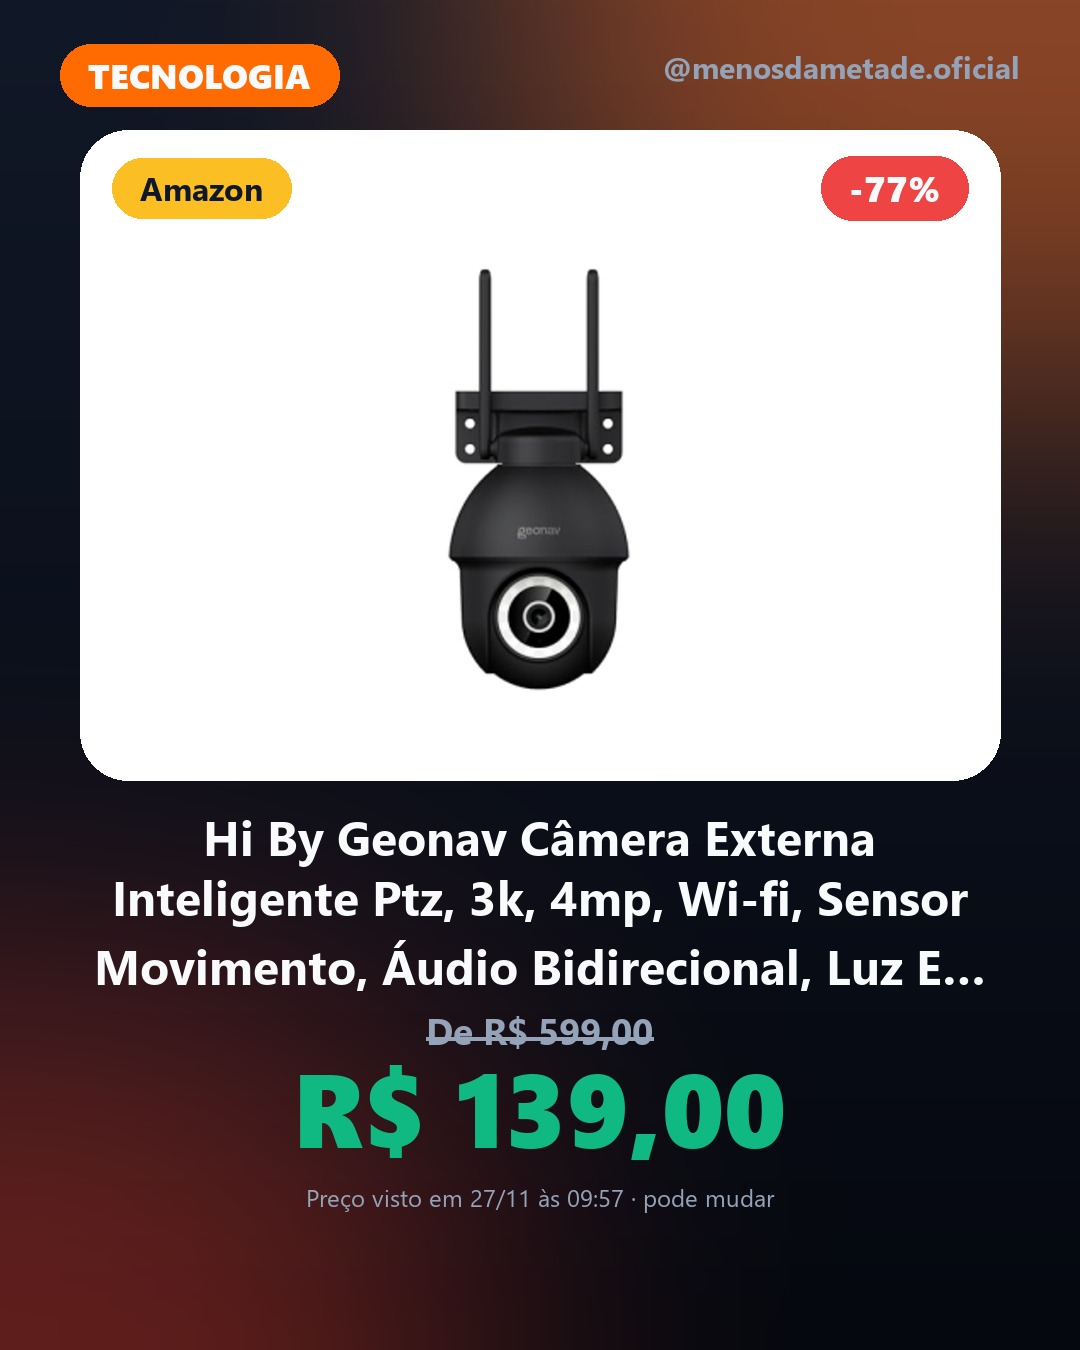 TECNOLOGIA
@menosdametade.oficial
Amazon
-77%
geonav
Hi By Geonav Câmera Externa
Inteligente Ptz, 3k, 4mp, Wi-fi, Sensor
Movimento, Áudio Bidirecional, Luz E...
De R$ 599,00
R$ 139,00
Preço visto em 27/11 às 09:57 · pode mudar